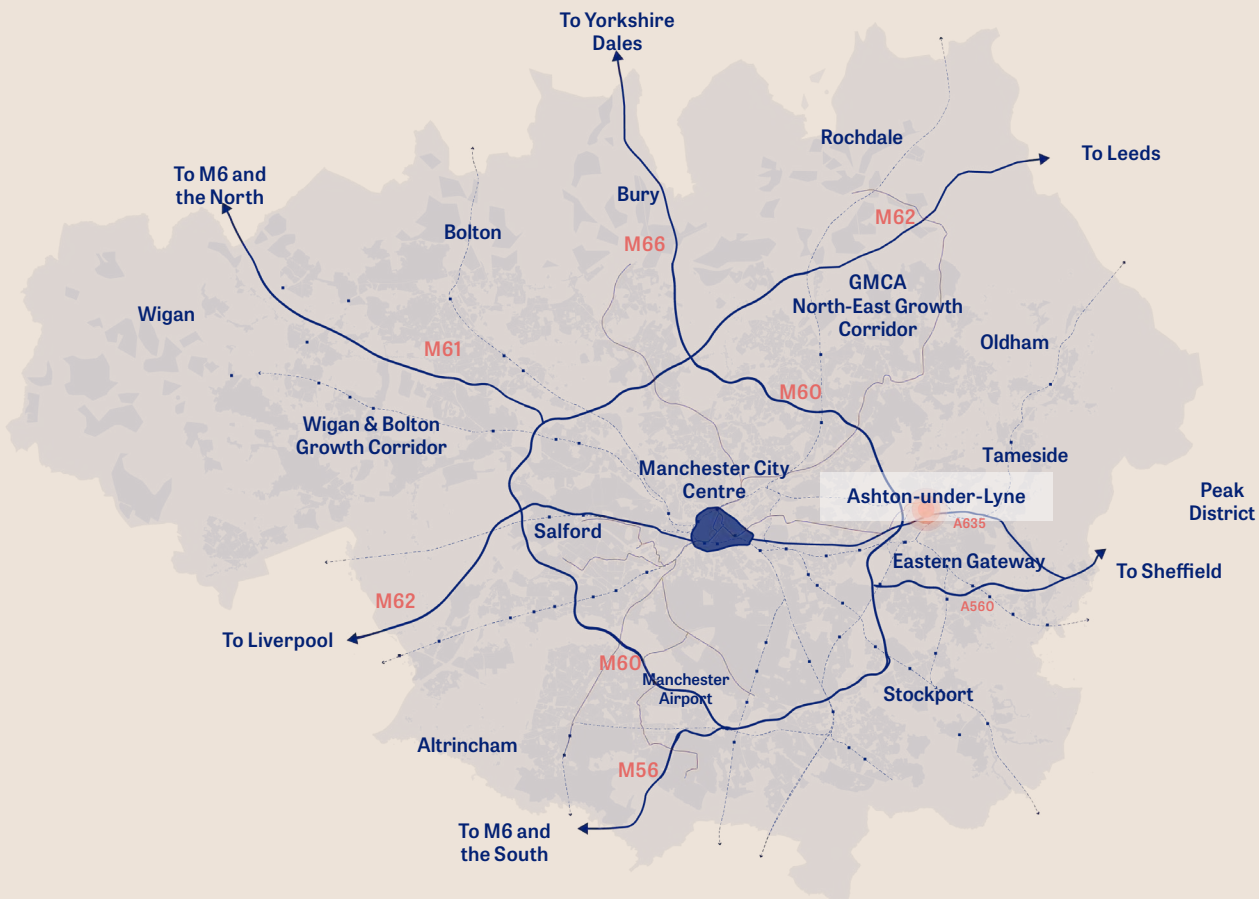 To Yorkshire
Dales
Rochdale
To Leeds
To M6 and
the North
Bury
M62
Bolton
M66
GMCA
North-East Growth
Corridor
Wigan
Oldham
M61
M60
Wigan & Bolton
Growth Corridor
Tameside
Manchester City
Centre
Ashton-under-Lyne
Peak
District
A635
Salford
Eastern Gateway
To Sheffield
M62
A560
To Liverpool
M60
Manchester
Airport
Stockport
Altrincham
M56
To M6 and
the South